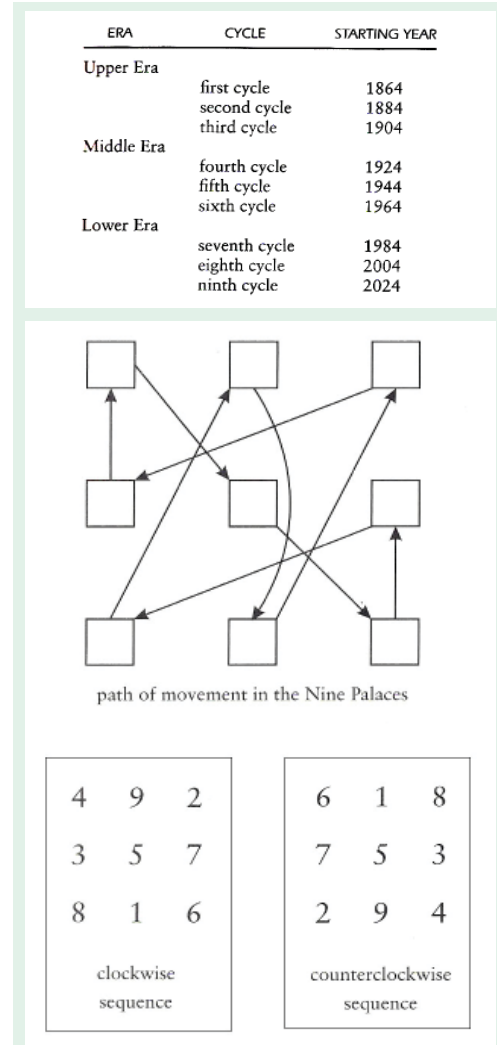 ERA CYCLE STARTING YEAR
Upper Era
first cycle 1864
second cycle 1884
third cycle 1904
Middle Era
fourth cycle 1924
fifth cycle 1944
sixth cycle 1964
Lower Era
seventh cycle 1984
eighth cycle 2004
ninth cycle 2024
path of movement in the Nine Palaces
4 9 2
3 5 7
8 1 6
clockwise
sequence
6 1 8
7 5 3
2 9 4
counterclockwise
sequence